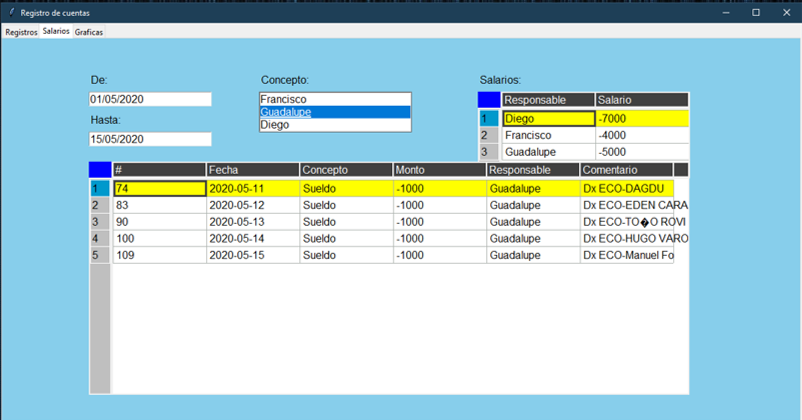 Registro de cuentas
Registros Salarios Graficas
De: Concepto: Salarios:
01/05/2020 Francisco Responsable Salario
Guadalupe 1 Diego -7000
Hasta: Diego 2 Francisco -4000
15/05/2020 3 Guadalupe -5000
# Fecha Concepto Monto Responsable Comentario
1 74 2020-05-11 Sueldo -1000 Guadalupe Dx ECO-DAGDU
2 83 2020-05-12 Sueldo -1000 Guadalupe Dx ECO-EDEN CARA
3 90 2020-05-13 Sueldo -1000 Guadalupe Dx ECO-TO�O ROVI
4 100 2020-05-14 Sueldo -1000 Guadalupe Dx ECO-HUGO VARO
5 109 2020-05-15 Sueldo -1000 Guadalupe Dx ECO-Manuel Fo